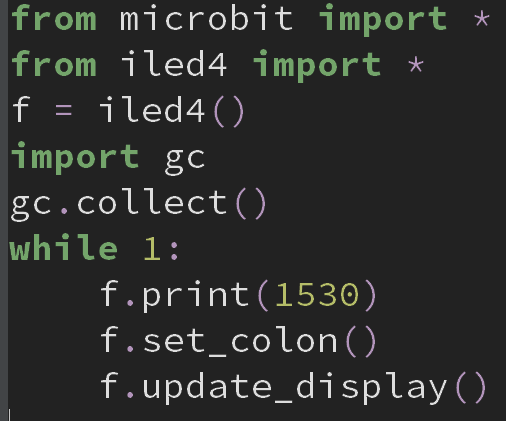 from microbit import *
from iled4 import *
f = iled4()
import gc
gc.collect()
while 1:
    f.print(1530)
    f.set_colon()
    f.update_display()